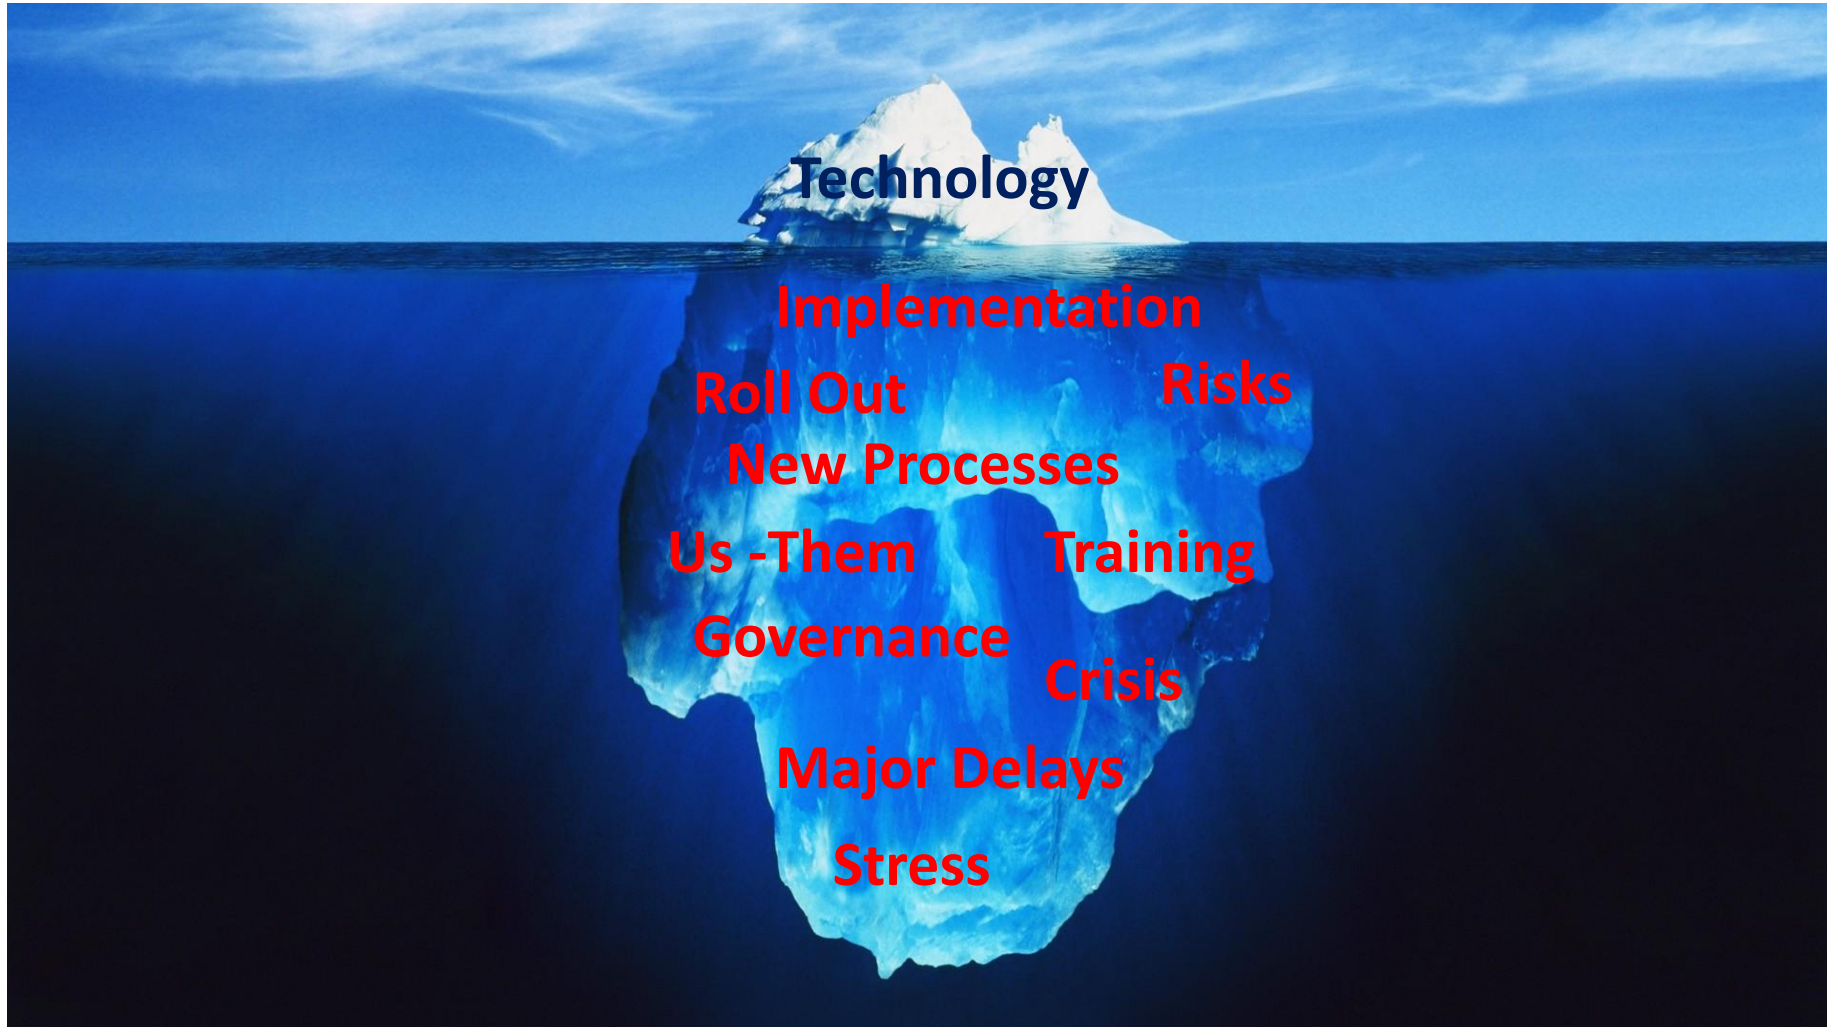 Technology
Implementation
Risks
Roll Out
New Processes
Us -Them
Training
Governance
Crisis
Major Delays
Stress